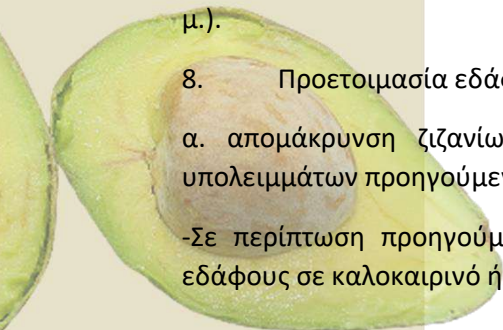 μ.).
8. Προετοιμασία εδάφ
α. απομάκρυνση ζιζανίω
υπολειμμάτων προηγούμεν
-Σε περίπτωση προηγούμ
εδάφους σε καλοκαιρινό ή